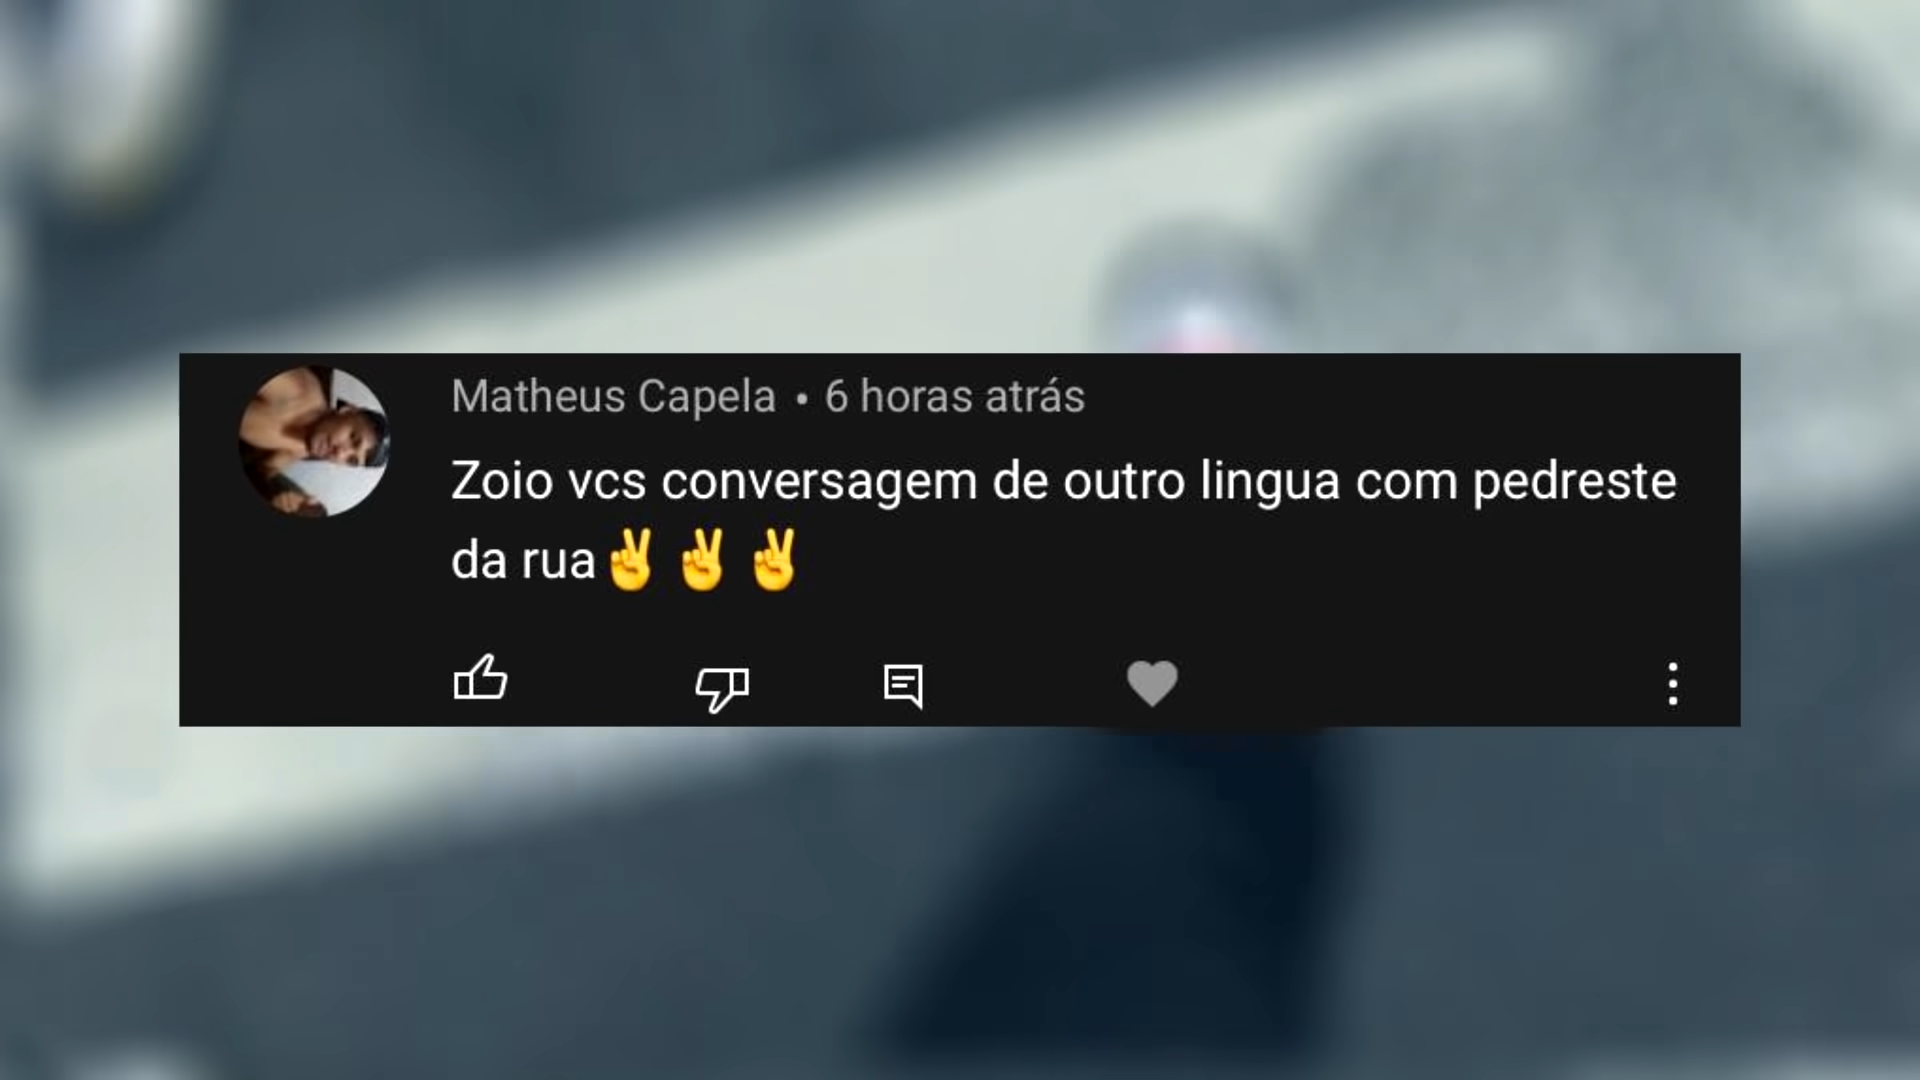 Matheus Capela • 6 horas atrás
Zoio vcs conversagem de outro lingua com pedreste
da rua✌️ ✌️ ✌️